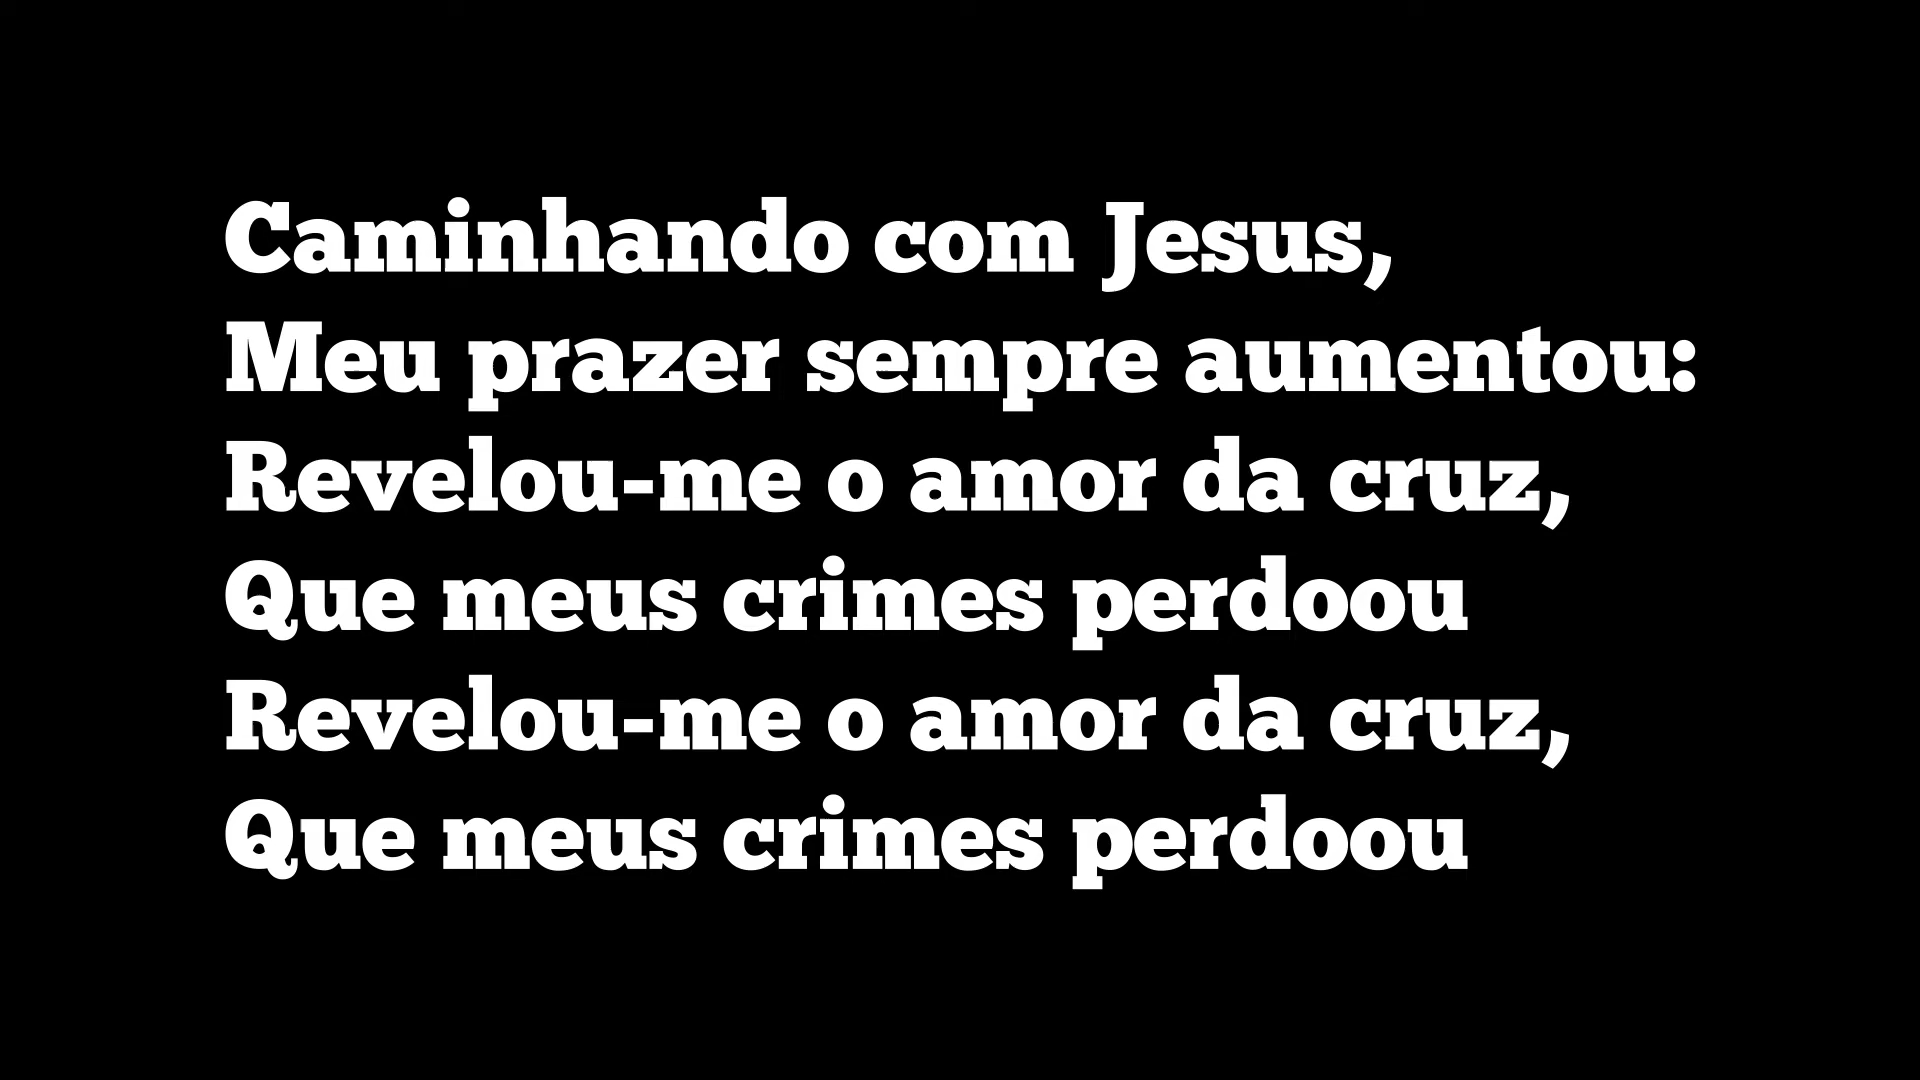 Caminhando com Jesus,
Meu prazer sempre aumentou:
Revelou-me o amor da cruz,
Que meus crimes perdoou
Revelou-me o amor da cruz,
Que meus crimes perdoou